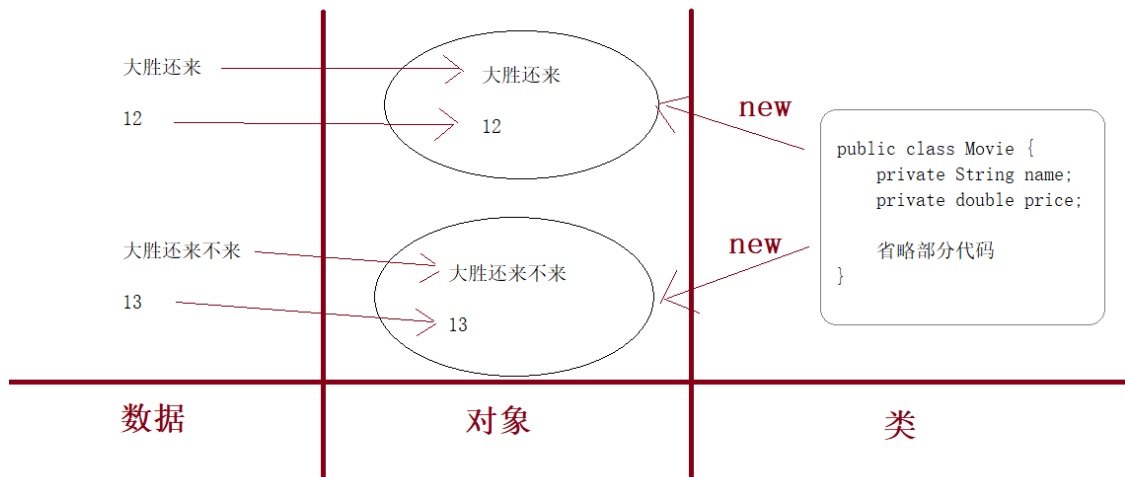 大胜还来
12
大胜还来不来
13
大胜还来
12
大胜还来不来
13
new
new
public class Movie {
    private String name;
    private double price;
    省略部分代码
}
数据
对象
类